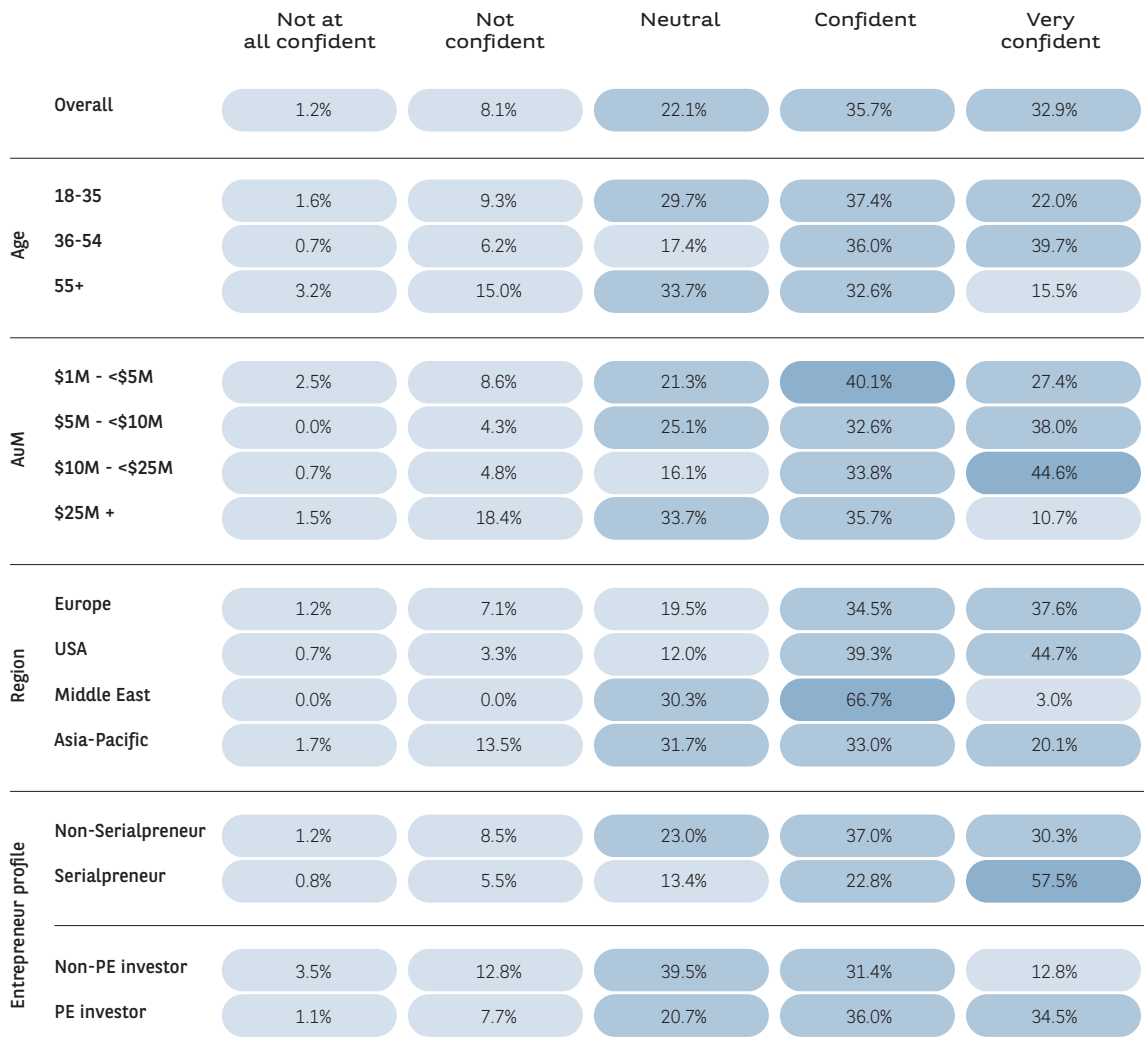 Not at
all confident
Not
confident
Neutral
Confident
Very
confident
Overall 1.2% 8.1% 22.1% 35.7% 32.9%
Age
18-35 1.6% 9.3% 29.7% 37.4% 22.0%
36-54 0.7% 6.2% 17.4% 36.0% 39.7%
55+ 3.2% 15.0% 33.7% 32.6% 15.5%
AuM
$1M - <$5M 2.5% 8.6% 21.3% 40.1% 27.4%
$5M - <$10M 0.0% 4.3% 25.1% 32.6% 38.0%
$10M - <$25M 0.7% 4.8% 16.1% 33.8% 44.6%
$25M + 1.5% 18.4% 33.7% 35.7% 10.7%
Region
Europe 1.2% 7.1% 19.5% 34.5% 37.6%
USA 0.7% 3.3% 12.0% 39.3% 44.7%
Middle East 0.0% 0.0% 30.3% 66.7% 3.0%
Asia-Pacific 1.7% 13.5% 31.7% 33.0% 20.1%
Entrepreneur profile
Non-Serialpreneur 1.2% 8.5% 23.0% 37.0% 30.3%
Serialpreneur 0.8% 5.5% 13.4% 22.8% 57.5%
Non-PE investor 3.5% 12.8% 39.5% 31.4% 12.8%
PE investor 1.1% 7.7% 20.7% 36.0% 34.5%